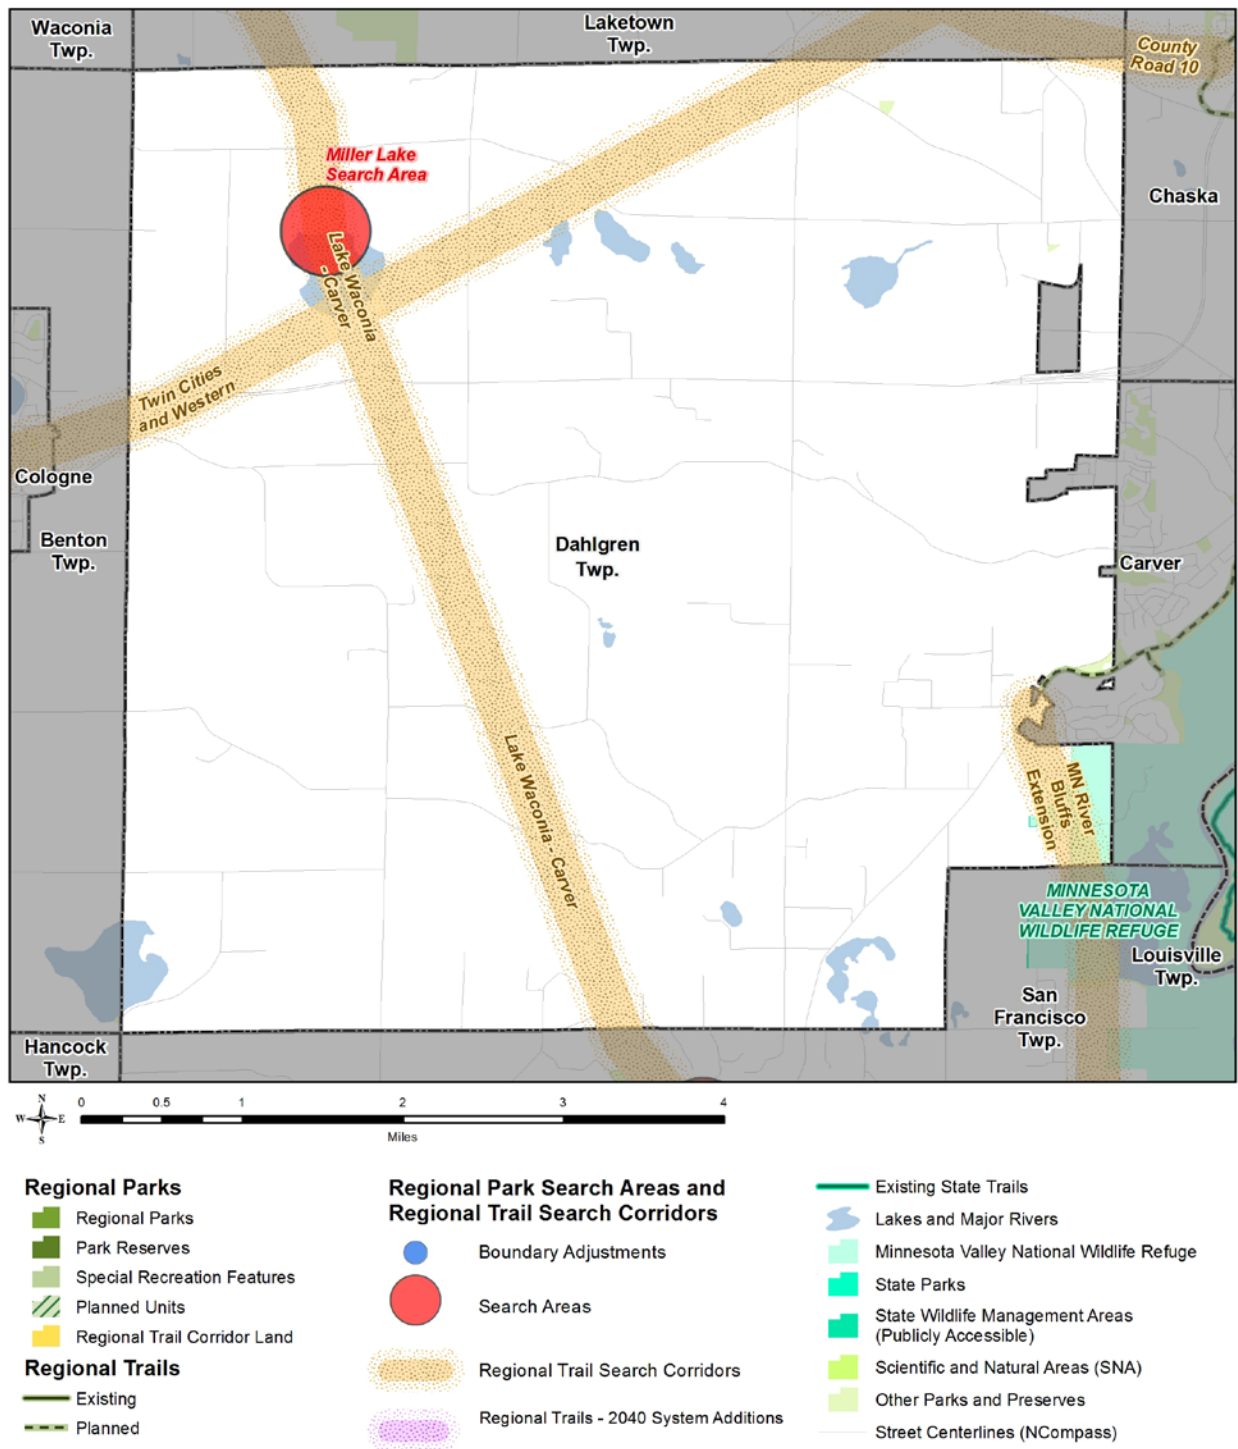 Waconia
Twp.
Laketown
Twp.
County
Road 10
Miller Lake
Search Area
Chaska
Lake Waconia
- Carver
Twin Cities
and Western
Cologne
Benton
Twp.
Dahlgren
Twp.
Carver
Lake Waconia - Carver
MN River
Bluffs
Extension
MINNESOTA
VALLEY NATIONAL
WILDLIFE REFUGE
Louisville
Twp.
San
Francisco
Twp.
Hancock
Twp.
N
W E
S
0 0.5 1 2 3 4
Miles
Regional Parks
Regional Parks
Park Reserves
Special Recreation Features
Planned Units
Regional Trail Corridor Land
Regional Trails
Existing
Planned
Regional Park Search Areas and
Regional Trail Search Corridors
Boundary Adjustments
Search Areas
Regional Trail Search Corridors
Regional Trails - 2040 System Additions
Existing State Trails
Lakes and Major Rivers
Minnesota Valley National Wildlife Refuge
State Parks
State Wildlife Management Areas
(Publicly Accessible)
Scientific and Natural Areas (SNA)
Other Parks and Preserves
Street Centerlines (NCompass)